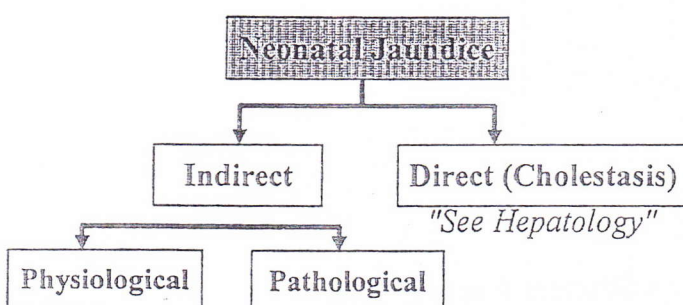 Neonatal Jaundice
Indirect
Direct (Cholestasis)
"See Hepatology"
Physiological
Pathological